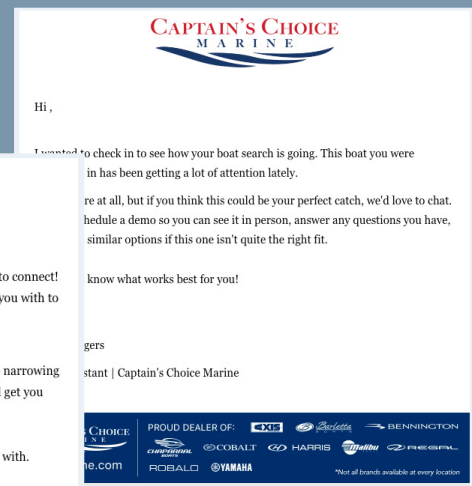 CAPTAIN'S CHOICE
MARINE
Hi ,
I wanted to check in to see how your boat search is going. This boat you were
in has been getting a lot of attention lately.
re at all, but if you think this could be your perfect catch, we'd love to chat.
hedule a demo so you can see it in person, answer any questions you have,
similar options if this one isn't quite the right fit.
know what works best for you!
gers
stant | Captain's Choice Marine
to connect!
you with to
narrowing
get you
with.
CHOICE
INE
ne.com
PROUD DEALER OF:
AXIS
Barletta
BENNINGTON
CHAPARRAL
BOATS
COBALT
HARRIS
Malibu
REGAL
ROBALO
YAMAHA
*Not all brands available at every location